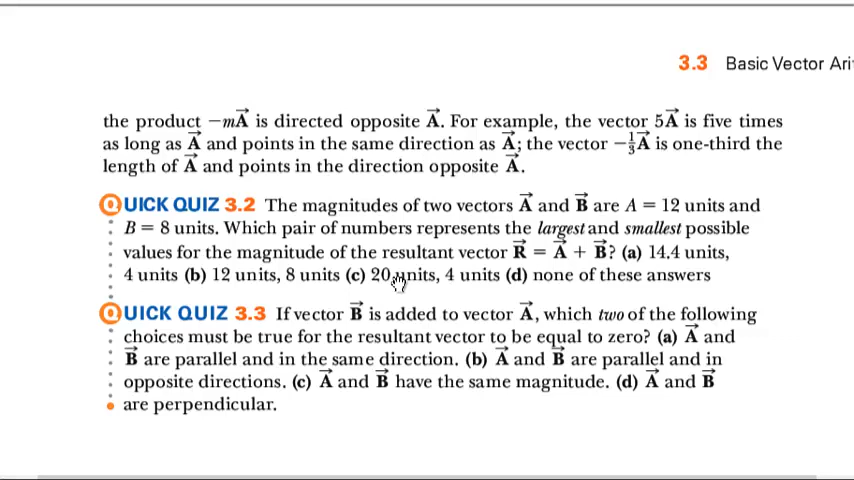 3.3 Basic Vector Ari
the product −mA⃗ is directed opposite A⃗. For example, the vector 5A⃗ is five times
as long as A⃗ and points in the same direction as A⃗; the vector −⅓A⃗ is one-third the
length of A⃗ and points in the direction opposite A⃗.
QUICK QUIZ 3.2 The magnitudes of two vectors A⃗ and B⃗ are A = 12 units and
B = 8 units. Which pair of numbers represents the largest and smallest possible
values for the magnitude of the resultant vector R⃗ = A⃗ + B⃗? (a) 14.4 units,
4 units (b) 12 units, 8 units (c) 20 units, 4 units (d) none of these answers
QUICK QUIZ 3.3 If vector B⃗ is added to vector A⃗, which two of the following
choices must be true for the resultant vector to be equal to zero? (a) A⃗ and
B⃗ are parallel and in the same direction. (b) A⃗ and B⃗ are parallel and in
opposite directions. (c) A⃗ and B⃗ have the same magnitude. (d) A⃗ and B⃗
are perpendicular.